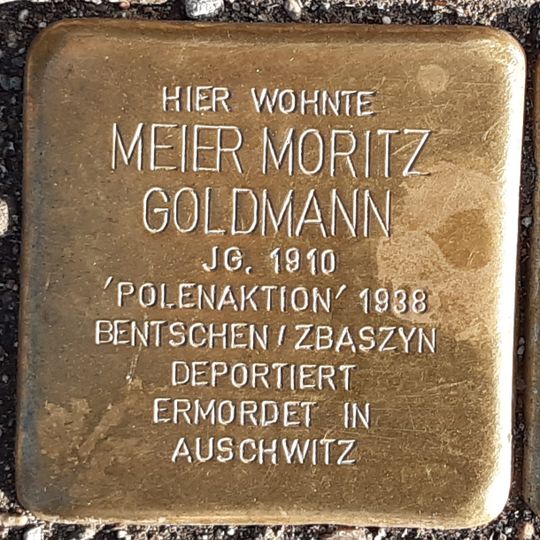 HIER WOHNTE
MEIER MORITZ
GOLDMANN
JG. 1910
'POLENAKTION' 1938
BENTSCHEN / ZBASZYN
DEPORTIERT
ERMORDET IN
AUSCHWITZ